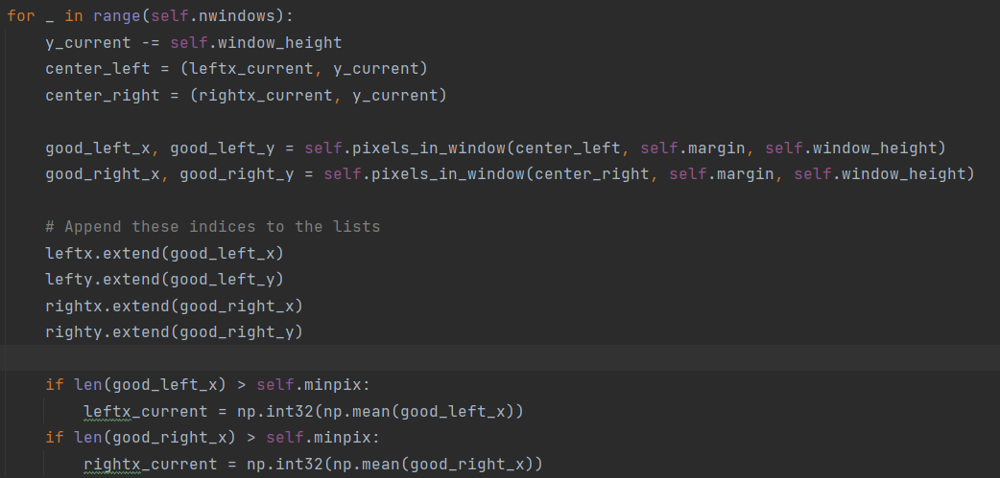 for _ in range(self.nwindows):
    y_current -= self.window_height
    center_left = (leftx_current, y_current)
    center_right = (rightx_current, y_current)

    good_left_x, good_left_y = self.pixels_in_window(center_left, self.margin, self.window_height)
    good_right_x, good_right_y = self.pixels_in_window(center_right, self.margin, self.window_height)

    # Append these indices to the lists
    leftx.extend(good_left_x)
    lefty.extend(good_left_y)
    rightx.extend(good_right_x)
    righty.extend(good_right_y)

    if len(good_left_x) > self.minpix:
        leftx_current = np.int32(np.mean(good_left_x))
    if len(good_right_x) > self.minpix:
        rightx_current = np.int32(np.mean(good_right_x))